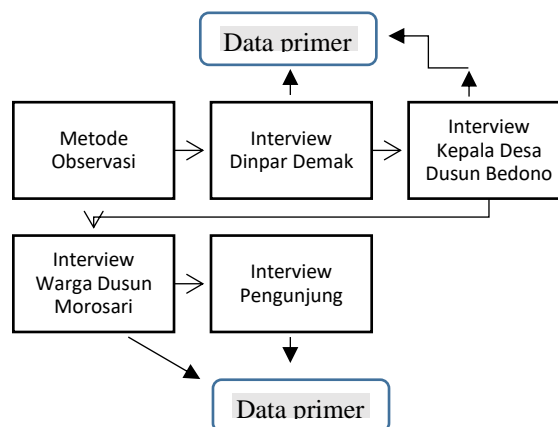 Data primer
Metode
Observasi
Interview
Dinpar Demak
Interview
Kepala Desa
Dusun Bedono
Interview
Warga Dusun
Morosari
Interview
Pengunjung
Data primer